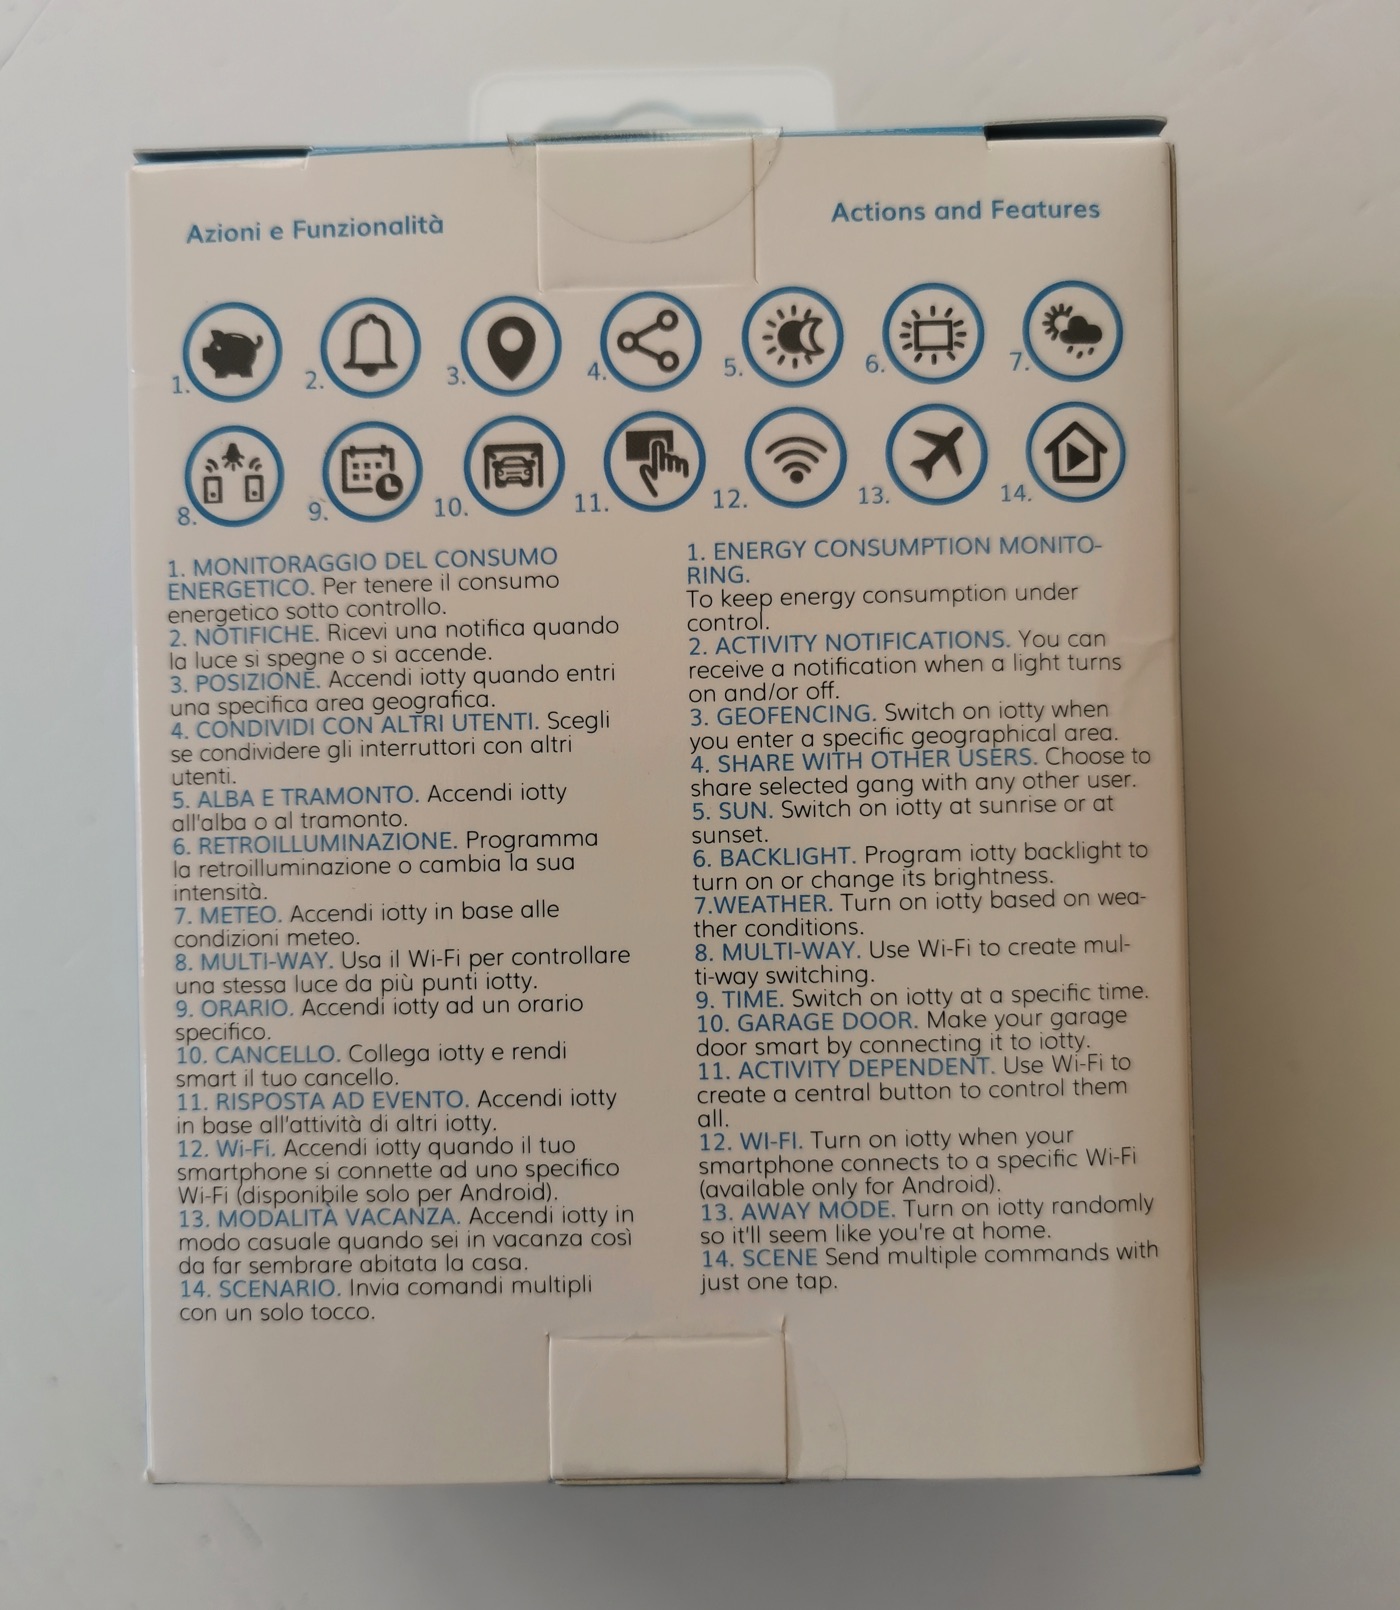 Azioni e Funzionalità
Actions and Features
1.
2.
3.
4.
5.
6.
7.
8.
9.
10.
11.
12.
13.
14.
1. MONITORAGGIO DEL CONSUMO
ENERGETICO. Per tenere il consumo
energetico sotto controllo.
2. NOTIFICHE. Ricevi una notifica quando
la luce si spegne o si accende.
3. POSIZIONE. Accendi iotty quando entri
una specifica area geografica.
4. CONDIVIDI CON ALTRI UTENTI. Scegli
se condividere gli interruttori con altri
utenti.
5. ALBA E TRAMONTO. Accendi iotty
all'alba o al tramonto.
6. RETROILLUMINAZIONE. Programma
la retroilluminazione o cambia la sua
intensità.
7. METEO. Accendi iotty in base alle
condizioni meteo.
8. MULTI-WAY. Usa il Wi-Fi per controllare
una stessa luce da più punti iotty.
9. ORARIO. Accendi iotty ad un orario
specifico.
10. CANCELLO. Collega iotty e rendi
smart il tuo cancello.
11. RISPOSTA AD EVENTO. Accendi iotty
in base all'attività di altri iotty.
12. Wi-Fi. Accendi iotty quando il tuo
smartphone si connette ad uno specifico
Wi-Fi (disponibile solo per Android).
13. MODALITÀ VACANZA. Accendi iotty in
modo casuale quando sei in vacanza così
da far sembrare abitata la casa.
14. SCENARIO. Invia comandi multipli
con un solo tocco.
1. ENERGY CONSUMPTION MONITO-
RING.
To keep energy consumption under
control.
2. ACTIVITY NOTIFICATIONS. You can
receive a notification when a light turns
on and/or off.
3. GEOFENCING. Switch on iotty when
you enter a specific geographical area.
4. SHARE WITH OTHER USERS. Choose to
share selected gang with any other user.
5. SUN. Switch on iotty at sunrise or at
sunset.
6. BACKLIGHT. Program iotty backlight to
turn on or change its brightness.
7.WEATHER. Turn on iotty based on wea-
ther conditions.
8. MULTI-WAY. Use Wi-Fi to create mul-
ti-way switching.
9. TIME. Switch on iotty at a specific time.
10. GARAGE DOOR. Make your garage
door smart by connecting it to iotty.
11. ACTIVITY DEPENDENT. Use Wi-Fi to
create a central button to control them
all.
12. WI-FI. Turn on iotty when your
smartphone connects to a specific Wi-Fi
(available only for Android).
13. AWAY MODE. Turn on iotty randomly
so it'll seem like you're at home.
14. SCENE Send multiple commands with
just one tap.